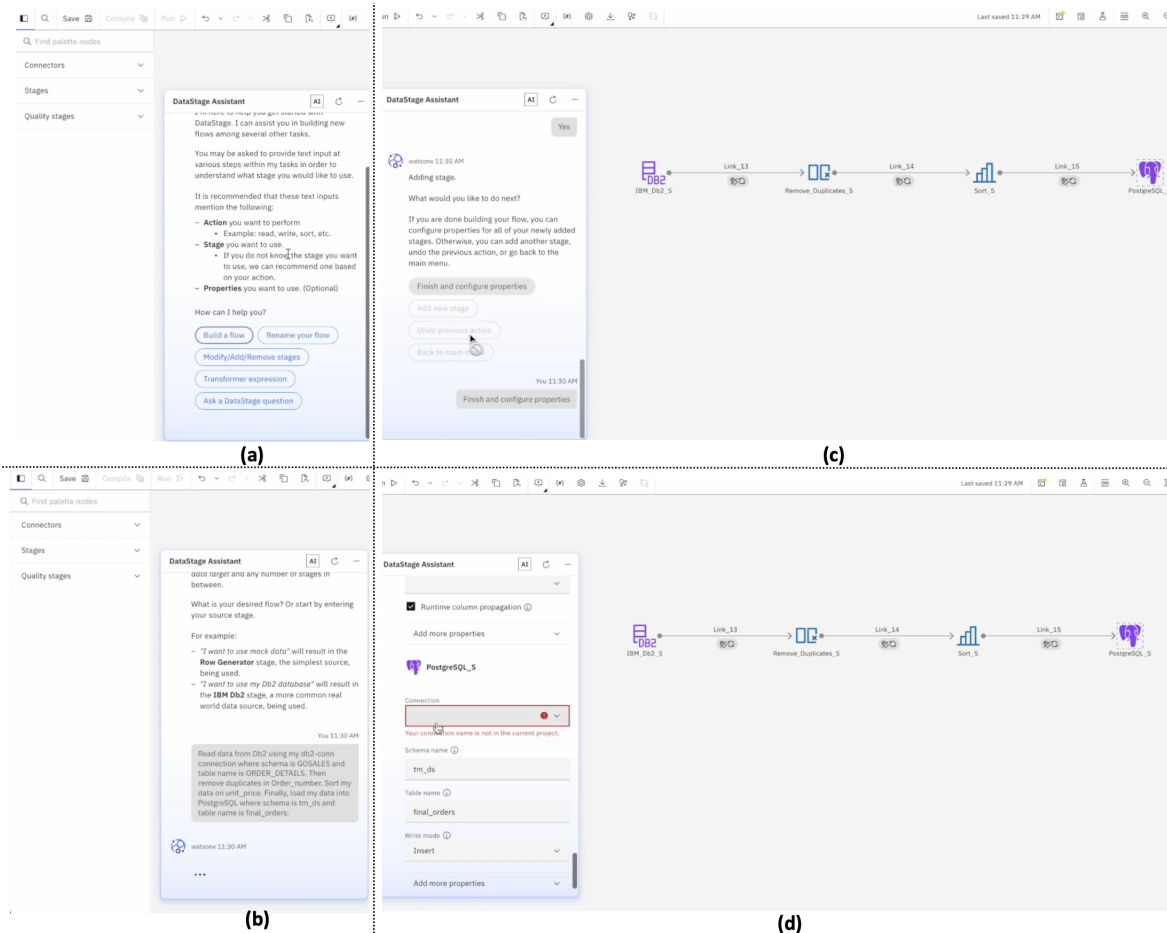 Save
Compile
Run
Find palette nodes
Connectors
Stages
Quality stages
DataStage Assistant
AI
DataStage. I can assist you in building new
flows among several other tasks.
You may be asked to provide text input at
various steps within my tasks in order to
understand what stage you would like to use.
It is recommended that these text inputs
mention the following:
– Action you want to perform
• Example: read, write, sort, etc.
– Stage you want to use.
• If you do not know the stage you want
to use, we can recommend one based
on your action.
– Properties you want to use. (Optional)
How can I help you?
Build a flow
Rename your flow
Modify/Add/Remove stages
Transformer expression
Ask a DataStage question
(a)
un
Last saved 11:29 AM
DataStage Assistant
AI
Yes
watsonx 11:30 AM
Adding stage.
What would you like to do next?
If you are done building your flow, you can
configure properties for all of your newly added
stages. Otherwise, you can add another stage,
undo the previous action, or go back to the
main menu.
Finish and configure properties
Add new stage
Undo previous action
Back to main
You 11:30 AM
Finish and configure properties
DB2
IBM_Db2_5
Link_13
Remove_Duplicates_5
Link_14
Sort_5
Link_15
PostgreSQL_
(c)
Save
Compile
Run
Find palette nodes
Connectors
Stages
Quality stages
DataStage Assistant
AI
data target and any number of stages in
between.
What is your desired flow? Or start by entering
your source stage.
For example:
– "I want to use mock data" will result in the
Row Generator stage, the simplest source,
being used.
– "I want to use my Db2 database" will result in
the IBM Db2 stage, a more common real
world data source, being used.
You 11:30 AM
Read data from Db2 using my db2-conn
connection where schema is GOSALES and
table name is ORDER_DETAILS. Then
remove duplicates in Order_number. Sort my
data on unit_price. Finally, load my data into
PostgreSQL where schema is tm_ds and
table name is final_orders.
watsonx 11:30 AM
...
(b)
n
Last saved 11:29 AM
DataStage Assistant
AI
Runtime column propagation
Add more properties
PostgreSQL_5
Connection
Your connection name is not in the current project.
Schema name
tm_ds
Table name
final_orders
Write mode
Insert
Add more properties
DB2
IBM_Db2_5
Link_13
Remove_Duplicates_5
Link_14
Sort_5
Link_15
PostgreSQL_5
(d)